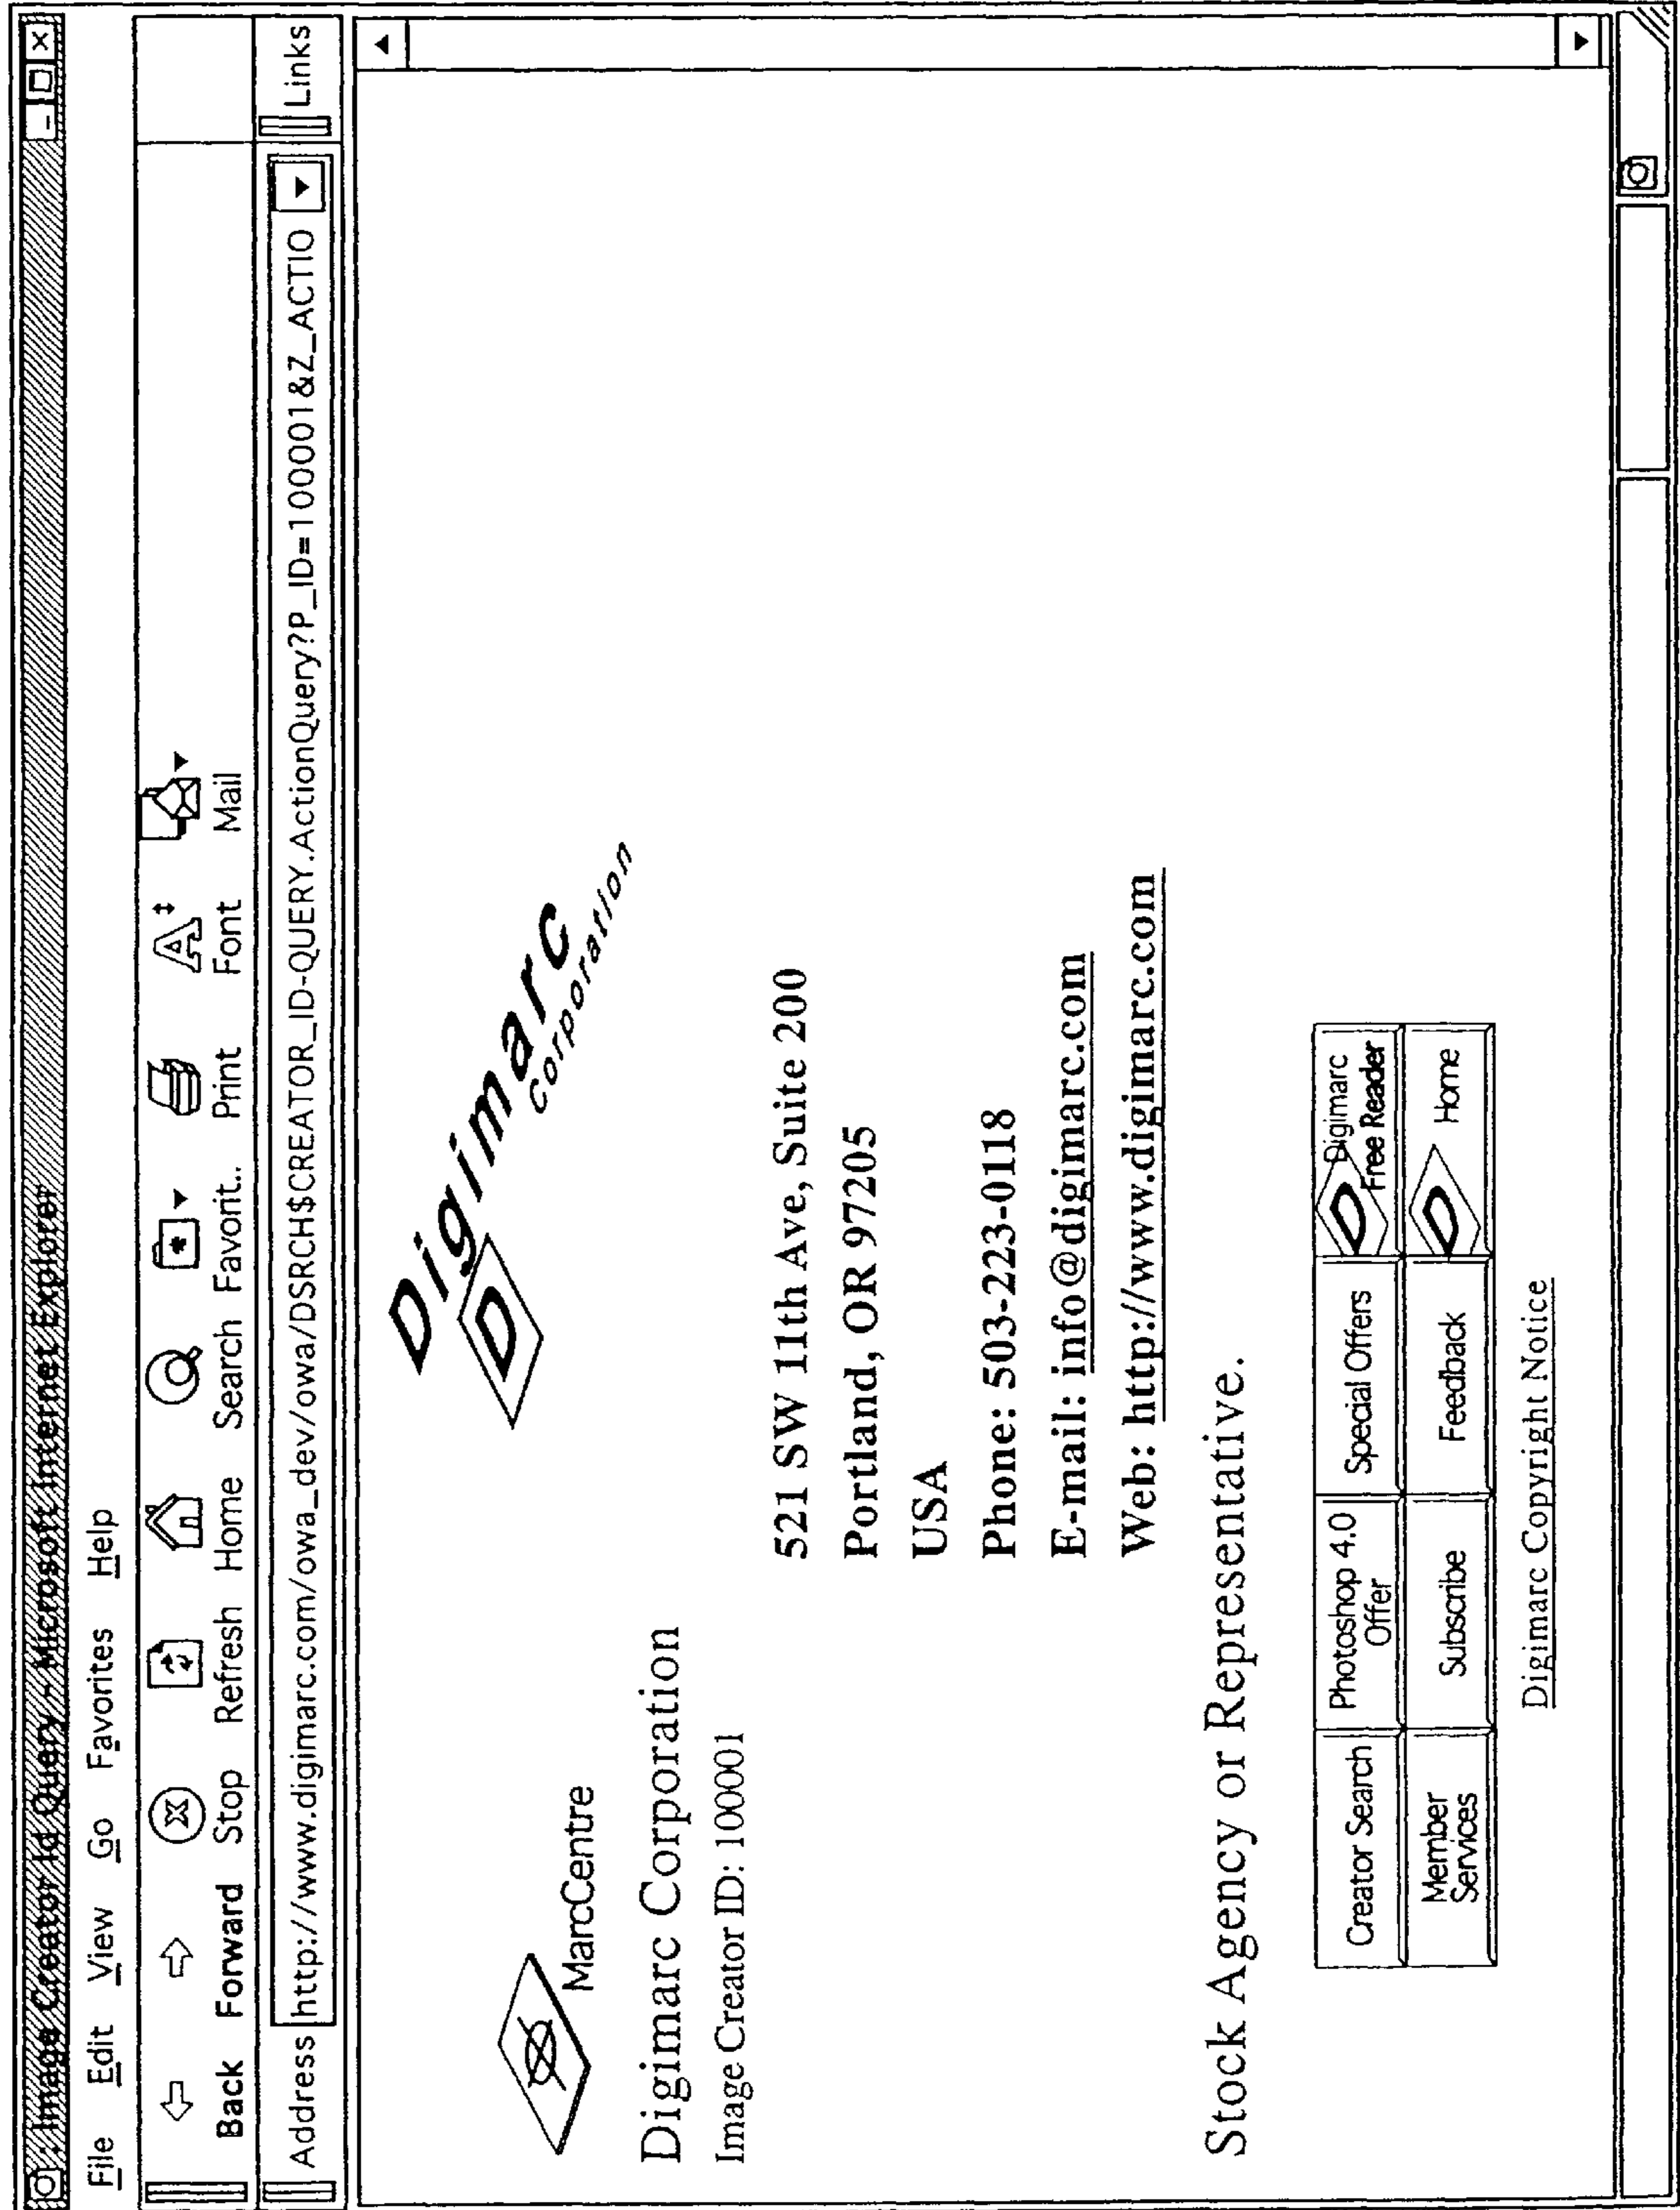 : Image Creator Id Query - Microsoft Internet Explorer
File Edit View Go Favorites Help
Back Forward Stop Refresh Home Search Favorit.. Print Font Mail
Address http://www.digimarc.com/owa_dev/owa/DSRCH$CREATOR_ID-QUERY.ActionQuery?P_ID=100001&Z_ACTIO Links
Digimarc
Corporation
D
MarcCentre
Digimarc Corporation
Image Creator ID: 100001
521 SW 11th Ave, Suite 200
Portland, OR 97205
USA
Phone: 503-223-0118
E-mail: info@digimarc.com
Web: http://www.digimarc.com
Stock Agency or Representative.
Creator Search Photoshop 4.0 Offer Special Offers D Digimarc Free Reader
Member Services Subscribe Feedback D Home
Digimarc Copyright Notice